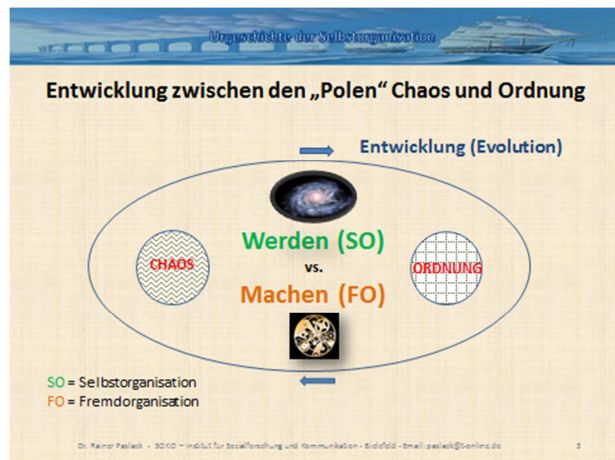 Urgeschichte der Selbstorganisation
Entwicklung zwischen den „Polen“ Chaos und Ordnung
Entwicklung (Evolution)
Werden (SO)
CHAOS
vs.
ORDNUNG
Machen (FO)
SO = Selbstorganisation
FO = Fremdorganisation
Dr. Rainer Paslack - SOKO – Institut für Sozialforschung und Kommunikation - Bielefeld - Email: paslack@t-online.de
3